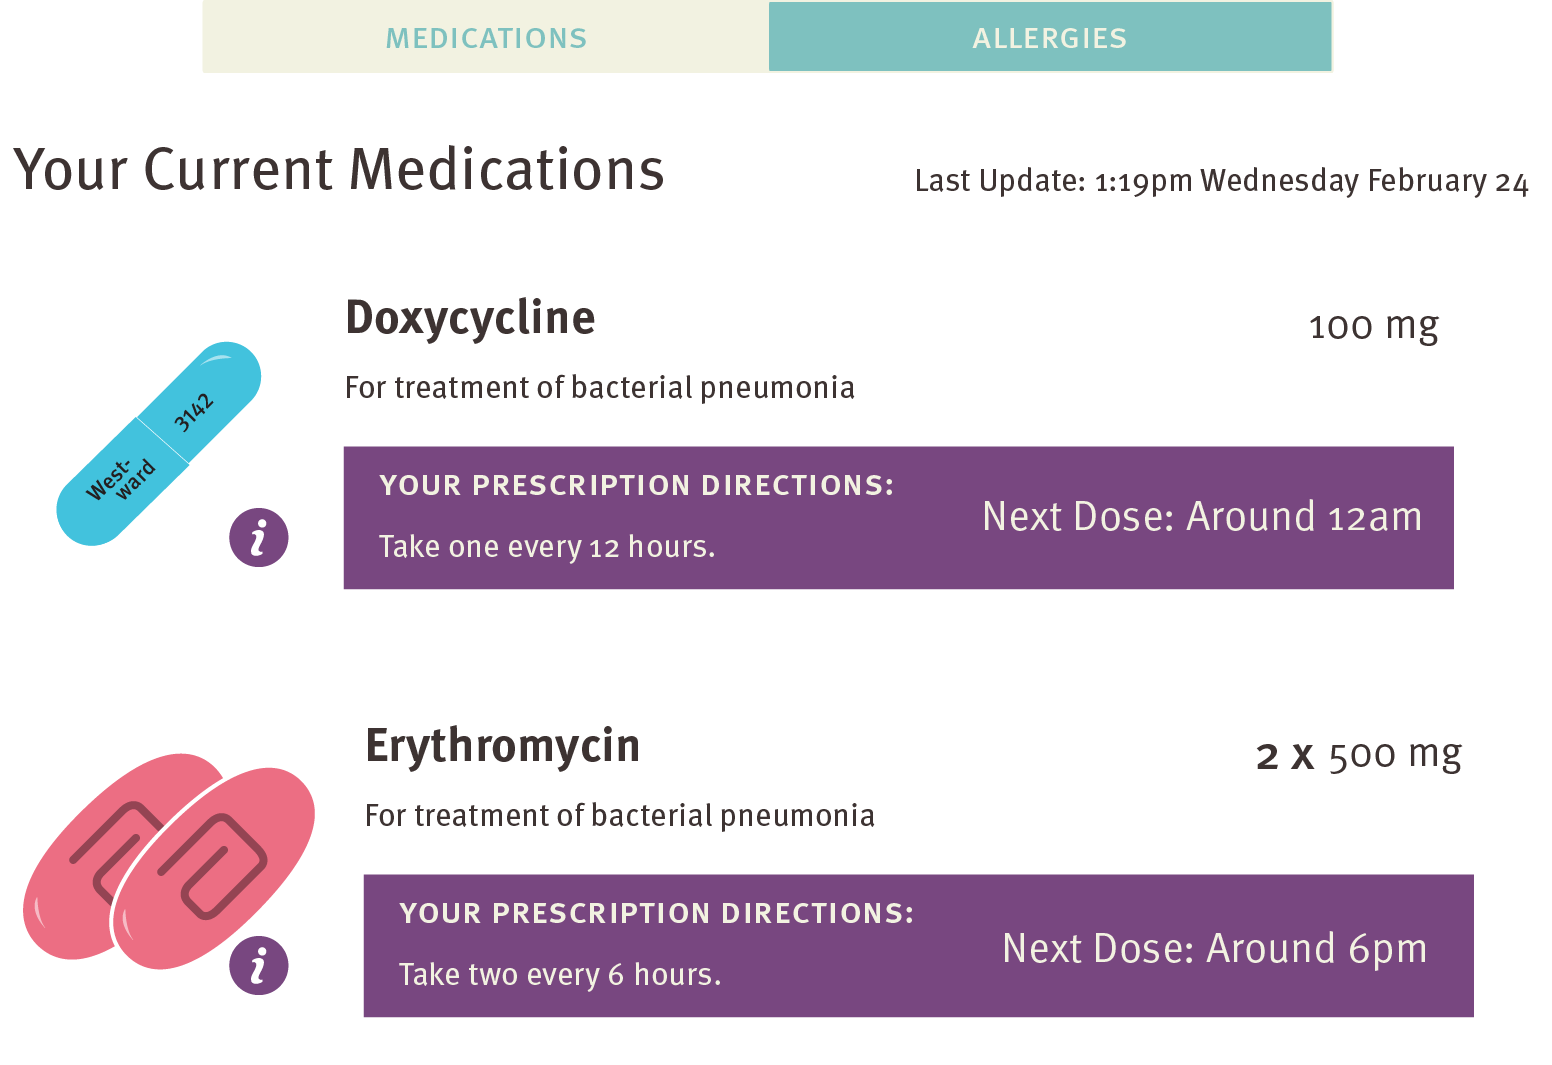 MEDICATIONS
ALLERGIES
Your Current Medications
Last Update: 1:19pm Wednesday February 24
Doxycycline
100 mg
For treatment of bacterial pneumonia
3142
West-
ward
i
YOUR PRESCRIPTION DIRECTIONS:
Next Dose: Around 12am
Take one every 12 hours.
Erythromycin
2 x 500 mg
For treatment of bacterial pneumonia
i
YOUR PRESCRIPTION DIRECTIONS:
Next Dose: Around 6pm
Take two every 6 hours.